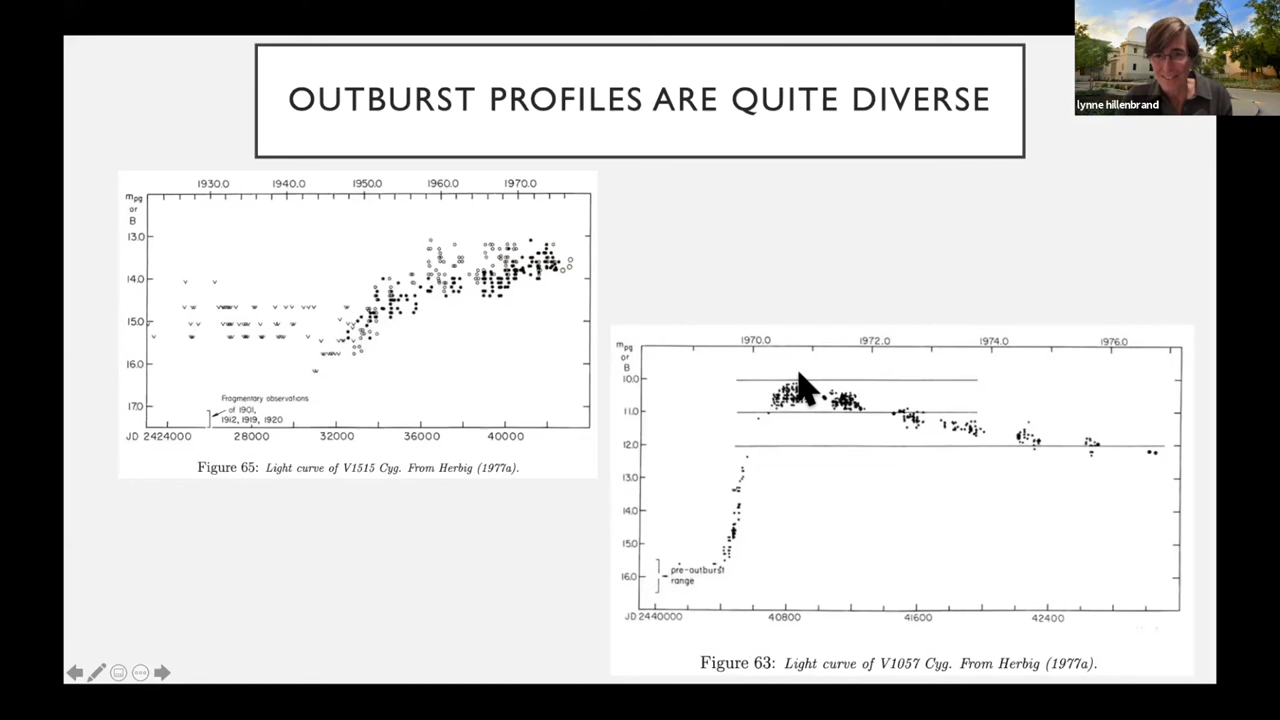 lynne hillenbrand
OUTBURST PROFILES ARE QUITE DIVERSE
1930.0 1940.0 1950.0 1960.0 1970.0
mpg
or
B
13.0
14.0
15.0
16.0
17.0
Fragmentary observations
of 1901,
1912, 1919, 1920
JD 2424000 28000 32000 36000 40000
Figure 65: Light curve of V1515 Cyg. From Herbig (1977a).
1970.0 1972.0 1974.0 1976.0
mpg
or
B
10.0
11.0
12.0
13.0
14.0
15.0
16.0
pre-outburst
range
JD 2440000 40800 41600 42400
Figure 63: Light curve of V1057 Cyg. From Herbig (1977a).